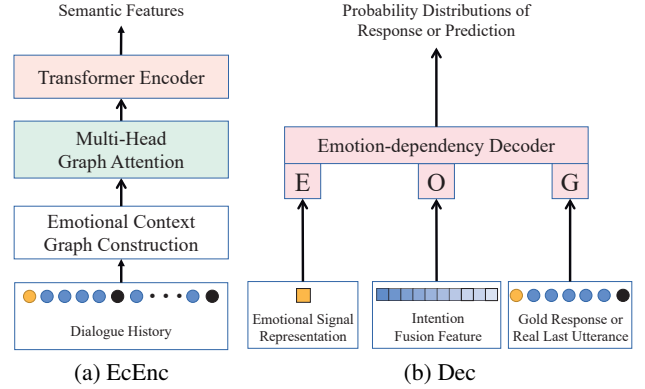 Semantic Features
Transformer Encoder
Multi-Head
Graph Attention
Emotional Context
Graph Construction
Dialogue History
(a) EcEnc
Probability Distributions of
Response or Prediction
Emotion-dependency Decoder
E
O
G
Emotional Signal
Representation
Intention
Fusion Feature
Gold Response or
Real Last Utterance
(b) Dec